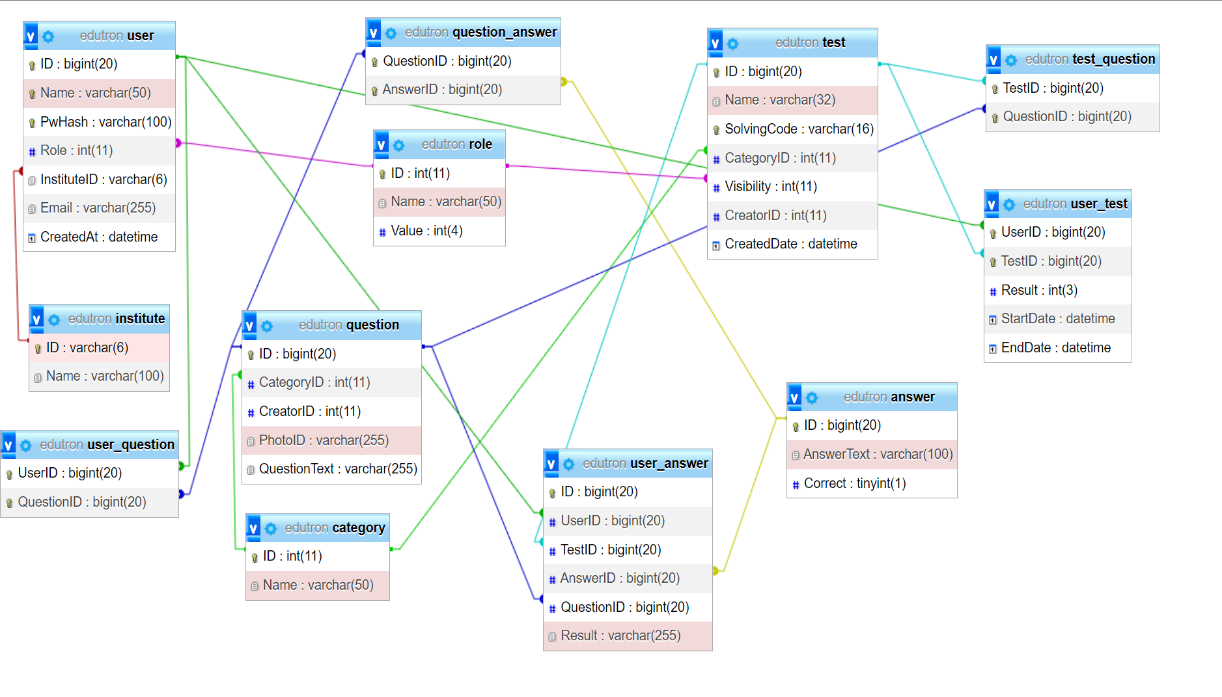 edutron user
ID : bigint(20)
Name : varchar(50)
PwHash : varchar(100)
Role : int(11)
InstituteID : varchar(6)
Email : varchar(255)
CreatedAt : datetime
edutron question_answer
QuestionID : bigint(20)
AnswerID : bigint(20)
edutron role
ID : int(11)
Name : varchar(50)
Value : int(4)
edutron test
ID : bigint(20)
Name : varchar(32)
SolvingCode : varchar(16)
CategoryID : int(11)
Visibility : int(11)
CreatorID : int(11)
CreatedDate : datetime
edutron test_question
TestID : bigint(20)
QuestionID : bigint(20)
edutron user_test
UserID : bigint(20)
TestID : bigint(20)
Result : int(3)
StartDate : datetime
EndDate : datetime
edutron institute
ID : varchar(6)
Name : varchar(100)
edutron question
ID : bigint(20)
CategoryID : int(11)
CreatorID : int(11)
PhotoID : varchar(255)
QuestionText : varchar(255)
edutron user_question
UserID : bigint(20)
QuestionID : bigint(20)
edutron category
ID : int(11)
Name : varchar(50)
edutron user_answer
ID : bigint(20)
UserID : bigint(20)
TestID : bigint(20)
AnswerID : bigint(20)
QuestionID : bigint(20)
Result : varchar(255)
edutron answer
ID : bigint(20)
AnswerText : varchar(100)
Correct : tinyint(1)